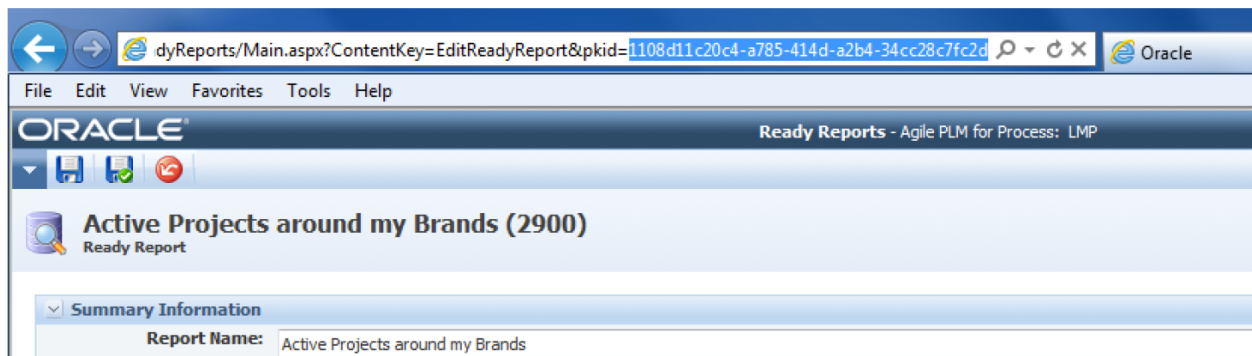 dyReports/Main.aspx?ContentKey=EditReadyReport&pkid=1108d11c20c4-a785-414d-a2b4-34cc28c7fc2d
Oracle
File Edit View Favorites Tools Help
ORACLE
Ready Reports - Agile PLM for Process: LMP
Active Projects around my Brands (2900)
Ready Report
Summary Information
Report Name: Active Projects around my Brands